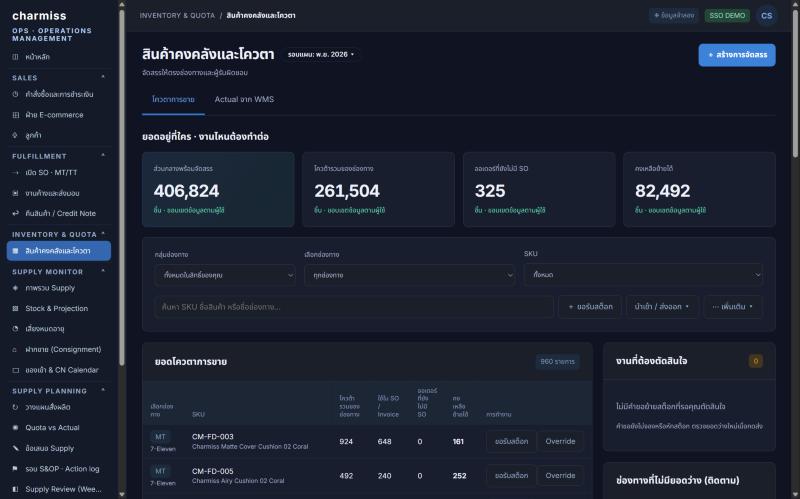 charmiss
OPS · OPERATIONS
MANAGEMENT
หน้าหลัก
SALES
คำสั่งซื้อและการชำระเงิน
ฝ่าย E-commerce
ลูกค้า
FULFILLMENT
เปิด SO · MT/TT
งานค้างและส่งมอบ
คืนสินค้า / Credit Note
INVENTORY & QUOTA
สินค้าคงคลังและโควตา
SUPPLY MONITOR
ภาพรวม Supply
Stock & Projection
เสี่ยงหมดอายุ
ฝากขาย (Consignment)
ของเข้า & CN Calendar
SUPPLY PLANNING
วางแผนสั่งผลิต
Quota vs Actual
ข้อเสนอ Supply
รอบ S&OP · Action log
Supply Review (Wee...
INVENTORY & QUOTA / สินค้าคงคลังและโควตา
ข้อมูลจำลอง
SSO DEMO
CS
สินค้าคงคลังและโควตา
รอบแผน: พ.ย. 2026
+ สร้างการจัดสรร
จัดสรรให้ตรงช่องทางและผู้รับผิดชอบ
โควตาการขาย
Actual จาก WMS
ยอดอยู่ที่ใคร · งานไหนต้องทำต่อ
ส่วนกลางพร้อมจัดสรร
406,824
ชิ้น · ขอบเขตข้อมูลตามผู้ใช้
โควต้ารวมของช่องทาง
261,504
ชิ้น · ขอบเขตข้อมูลตามผู้ใช้
ออเดอร์ที่ยังไม่มี SO
325
ชิ้น · ขอบเขตข้อมูลตามผู้ใช้
คงเหลือขายได้
82,492
ชิ้น · ขอบเขตข้อมูลตามผู้ใช้
กลุ่มช่องทาง
ทั้งหมดในสิทธิ์ของคุณ
เลือกช่องทาง
ทุกช่องทาง
SKU
ทั้งหมด
ค้นหา SKU ชื่อสินค้า หรือชื่อช่องทาง...
+ ขอรับสต็อก
นำเข้า / ส่งออก
··· เพิ่มเติม
ยอดโควตาการขาย
960 รายการ
เลือกช่อง
ทาง
SKU
โควต้า
รวมของ
ช่องทาง
ใช้ใน SO
/
Invoice
ออเดอร์
ที่ยัง
ไม่มี
SO
คง
เหลือ
ขายได้
การทำงาน
MT
7-Eleven
CM-FD-003
Charmiss Matte Cover Cushion 02 Coral
924
648
0
161
ขอรับสต็อก
Override
MT
7-Eleven
CM-FD-005
Charmiss Airy Cushion 02 Coral
492
240
0
252
ขอรับสต็อก
Override
งานที่ต้องตัดสินใจ
0
ไม่มีคำขอย้ายสต็อกที่รอคุณตัดสินใจ
คำขอยังไม่จองหรือหักสต็อก ตรวจยอดว่างใหม่เมื่อกดส่ง
ช่องทางที่ไม่มียอดว่าง (ติดตาม)